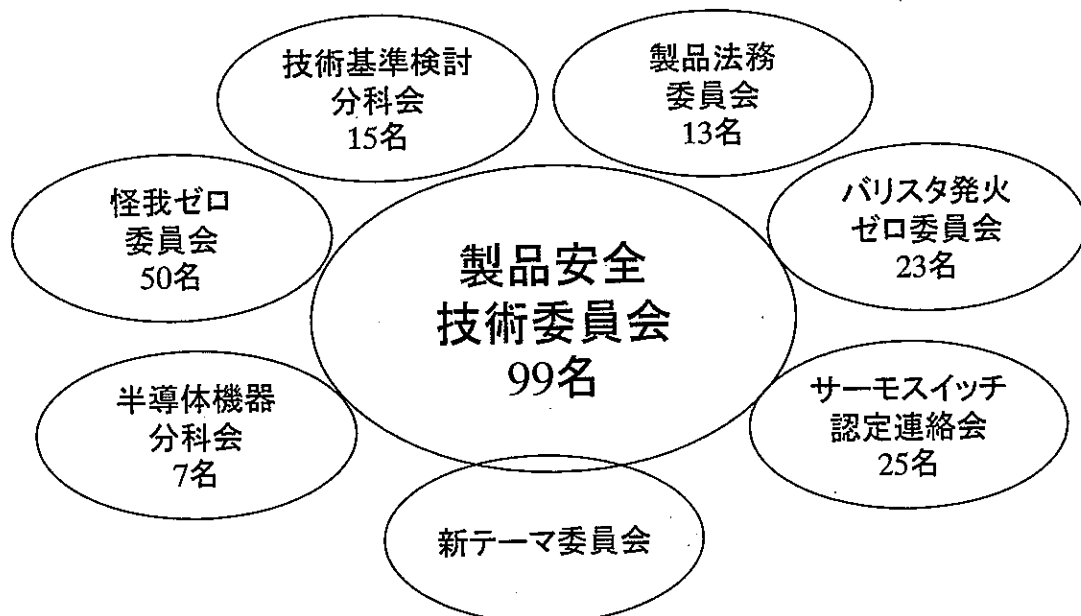 技術基準検討
分科会
15名
製品法務
委員会
13名
怪我ゼロ
委員会
50名
バリスタ発火
ゼロ委員会
23名
製品安全
技術委員会
99名
半導体機器
分科会
7名
サーモスイッチ
認定連絡会
25名
新テーマ委員会